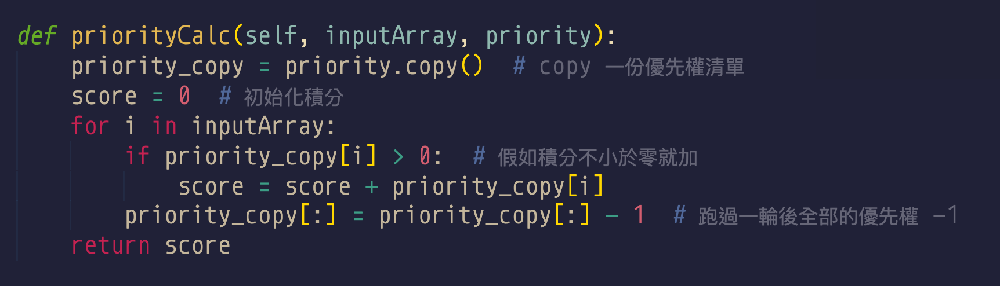 def priorityCalc(self, inputArray, priority):
    priority_copy = priority.copy()  # copy 一份優先權清單
    score = 0  # 初始化積分
    for i in inputArray:
        if priority_copy[i] > 0:  # 假如積分不小於零就加
            score = score + priority_copy[i]
        priority_copy[:] = priority_copy[:] - 1  # 跑過一輪後全部的優先權 -1
    return score